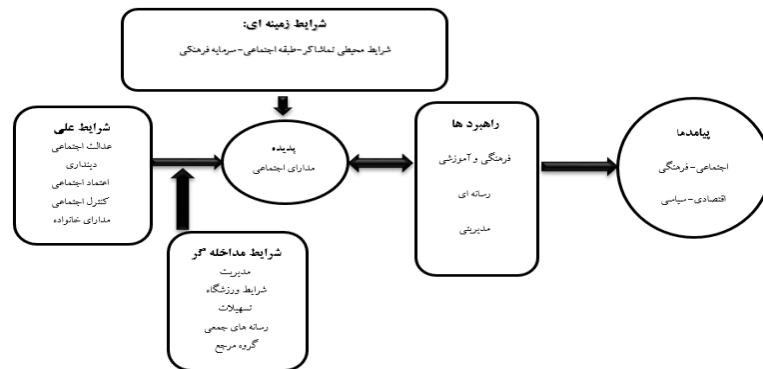 شرایط زمینه ای:
شرایط محیطی تماشاگر-طبقه اجتماعی-سرمایه فرهنگی
شرایط علی
عدالت اجتماعی
دینداری
اعتماد اجتماعی
کنترل اجتماعی
مدارای خانواده
پدیده
مدارای اجتماعی
راهبرد ها
فرهنگی و آموزشی
رسانه ای
مدیریتی
پیامدها
اجتماعی-فرهنگی
اقتصادی-سیاسی
شرایط مداخله گر
مدیریت
شرایط ورزشگاه
تسهیلات
رسانه های جمعی
گروه مرجع